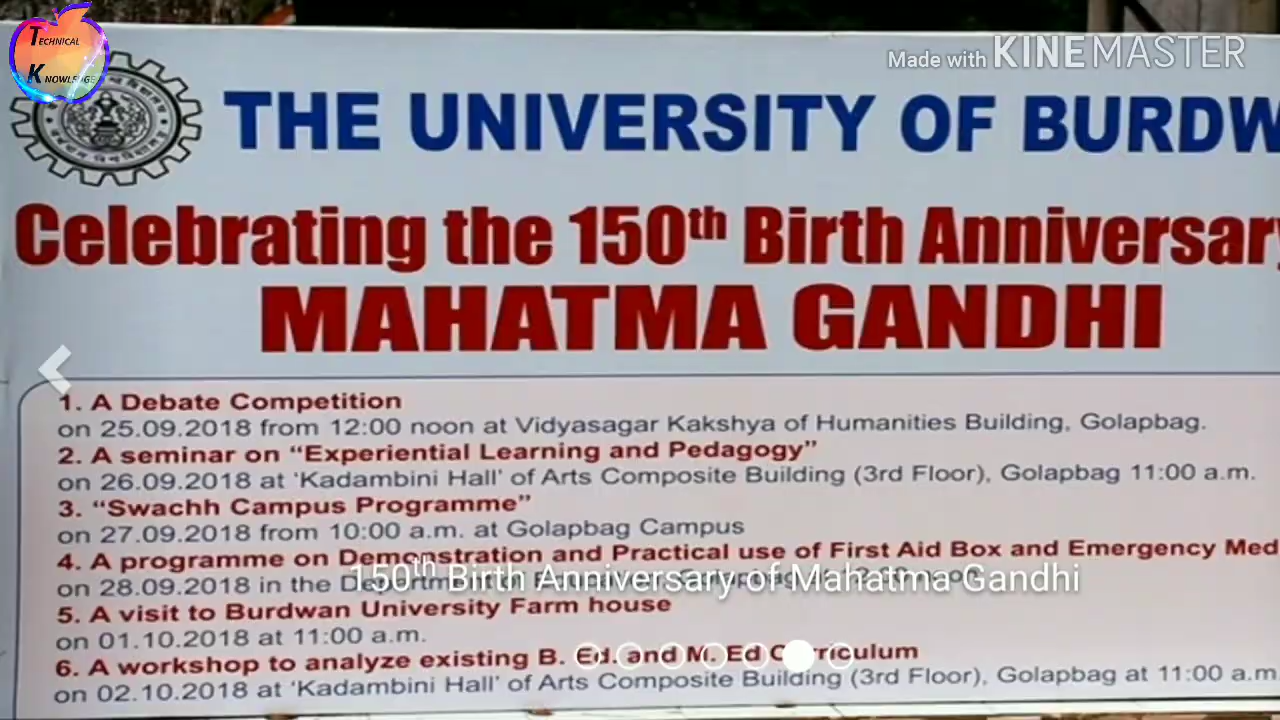 TECHNICAL
KNOWLEDGE
Made with KINEMASTER
THE UNIVERSITY OF BURDW
Celebrating the 150th Birth Anniversary
MAHATMA GANDHI
1. A Debate Competition
on 25.09.2018 from 12:00 noon at Vidyasagar Kakshya of Humanities Building, Golapbag.
2. A seminar on “Experiential Learning and Pedagogy”
on 26.09.2018 at ‘Kadambini Hall’ of Arts Composite Building (3rd Floor), Golapbag 11:00 a.m.
3. “Swachh Campus Programme”
on 27.09.2018 from 10:00 a.m. at Golapbag Campus
4. A programme on Demonstration and Practical use of First Aid Box and Emergency Med
on 28.09.2018 in the
150th Birth Anniversary of Mahatma Gandhi
5. A visit to Burdwan University Farm house
on 01.10.2018 at 11:00 a.m.
6. A workshop to analyze existing B. Ed. and M. Ed Curriculum
on 02.10.2018 at ‘Kadambini Hall’ of Arts Composite Building (3rd Floor), Golapbag at 11:00 a.m